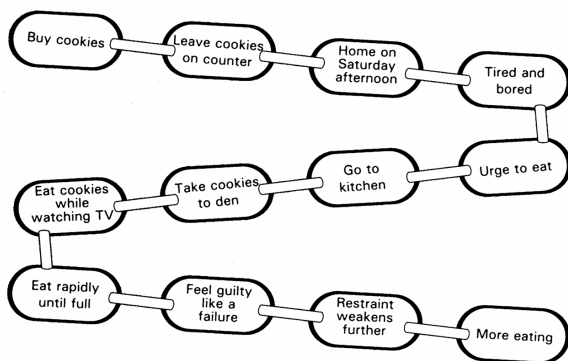 Buy cookies
Leave cookies
on counter
Home on
Saturday
afternoon
Tired and
bored
Urge to eat
Go to
kitchen
Take cookies
to den
Eat cookies
while
watching TV
Eat rapidly
until full
Feel guilty
like a
failure
Restraint
weakens
further
More eating